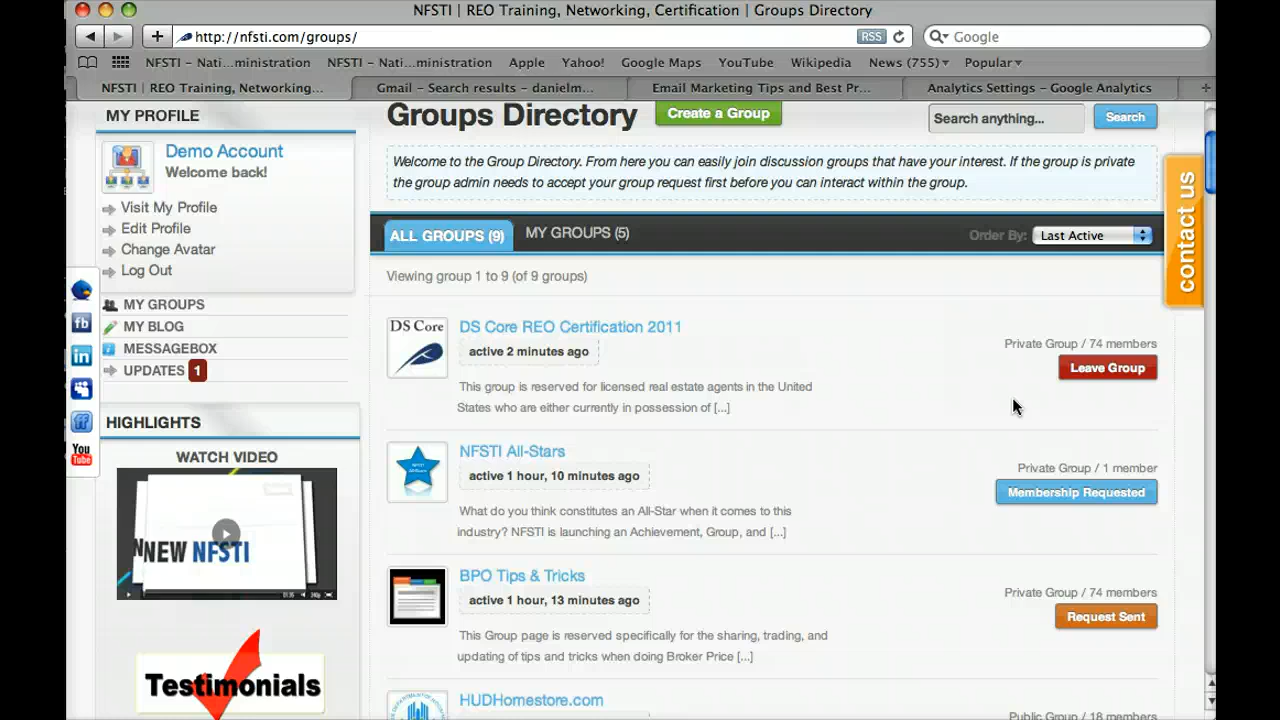 NFSTI | REO Training, Networking, Certification | Groups Directory
http://nfsti.com/groups/
RSS
Google
NFSTI – Nati...ministration
NFSTI – Nati...ministration
Apple
Yahoo!
Google Maps
YouTube
Wikipedia
News (755)
Popular
NFSTI | REO Training, Networking...
Gmail – Search results – danielm...
Email Marketing Tips and Best Pr...
Analytics Settings – Google Analytics
MY PROFILE
Demo Account
Welcome back!
Visit My Profile
Edit Profile
Change Avatar
Log Out
MY GROUPS
MY BLOG
MESSAGEBOX
UPDATES 1
fb
in
ff
You
Tube
HIGHLIGHTS
WATCH VIDEO
NEW NFSTI
Testimonials
Groups Directory
Create a Group
Search anything...
Search
Welcome to the Group Directory. From here you can easily join discussion groups that have your interest. If the group is private
the group admin needs to accept your group request first before you can interact within the group.
ALL GROUPS (9)
MY GROUPS (5)
Order By:
Last Active
contact us
Viewing group 1 to 9 (of 9 groups)
DS Core
DS Core REO Certification 2011
active 2 minutes ago
This group is reserved for licensed real estate agents in the United
States who are either currently in possession of [...]
Private Group / 74 members
Leave Group
NFSTI All-Stars
active 1 hour, 10 minutes ago
What do you think constitutes an All-Star when it comes to this
industry? NFSTI is launching an Achievement, Group, and [...]
Private Group / 1 member
Membership Requested
BPO Tips & Tricks
active 1 hour, 13 minutes ago
This Group page is reserved specifically for the sharing, trading, and
updating of tips and tricks when doing Broker Price [...]
Private Group / 74 members
Request Sent
HUDHomestore.com
Public Group / 18 members